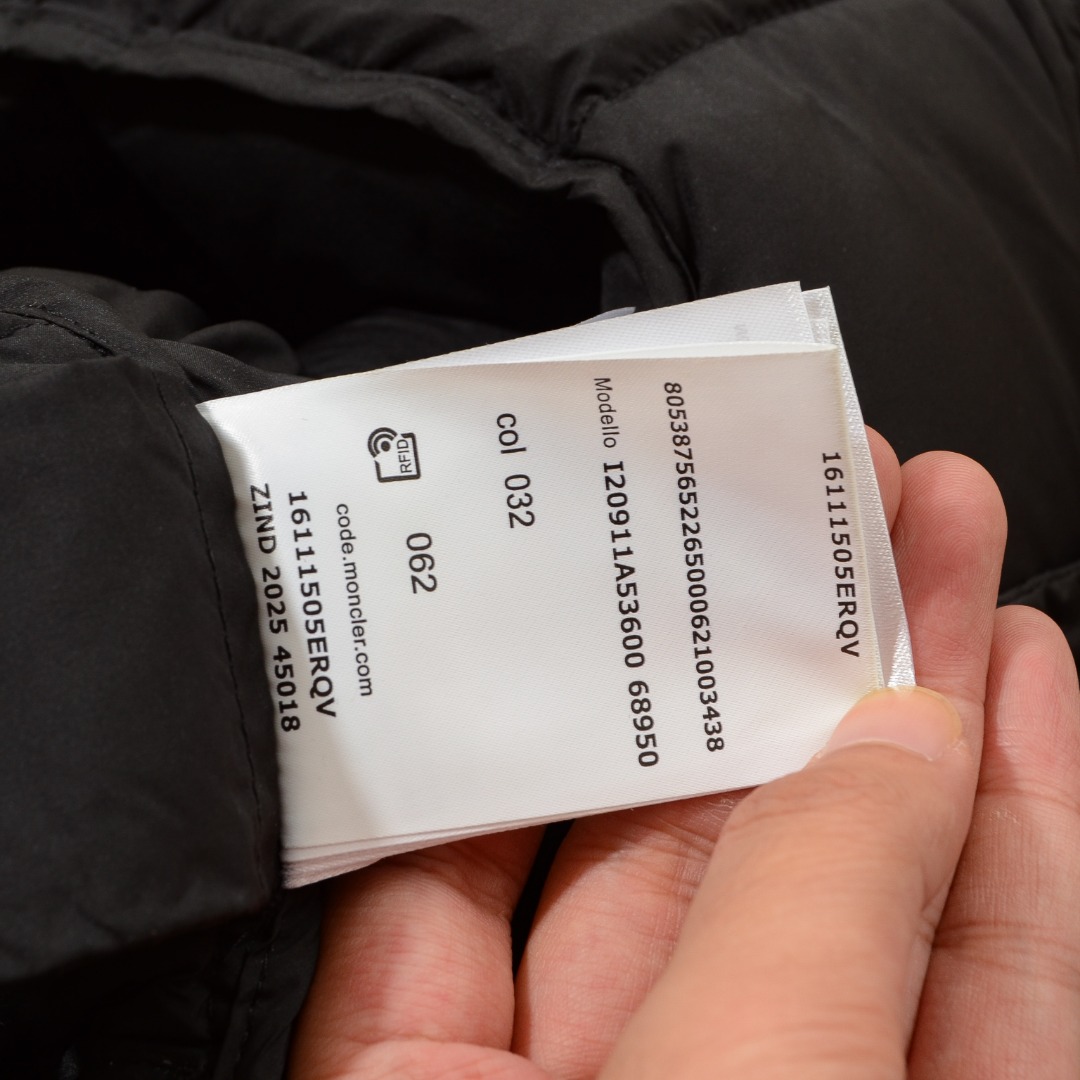 16111505ERQV
8053875652265000621003438
Modello I20911A53600 68950
col 032
062
RFID
code.moncler.com
16111505ERQV
ZIND 2025 45018